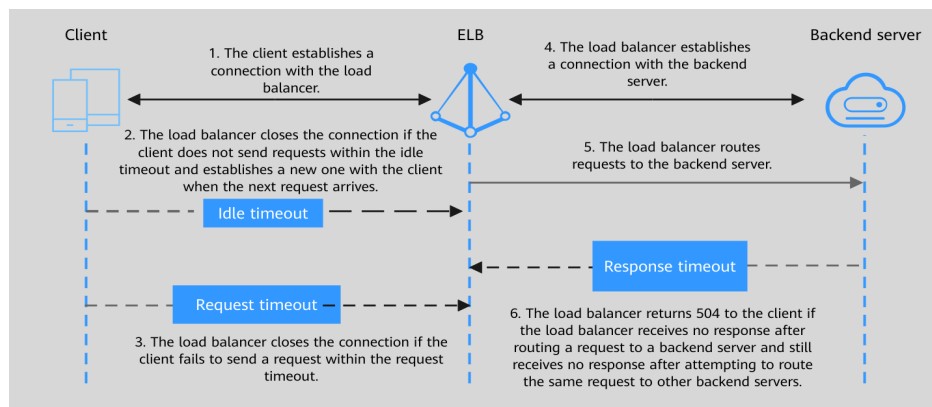 Client
ELB
Backend server
1. The client establishes a
connection with the load
balancer.
4. The load balancer establishes
a connection with the backend
server.
2. The load balancer closes the connection if the
client does not send requests within the idle
timeout and establishes a new one with the client
when the next request arrives.
5. The load balancer routes
requests to the backend server.
Idle timeout
Response timeout
Request timeout
3. The load balancer closes the connection if the
client fails to send a request within the request
timeout.
6. The load balancer returns 504 to the client if
the load balancer receives no response after
routing a request to a backend server and still
receives no response after attempting to route
the same request to other backend servers.